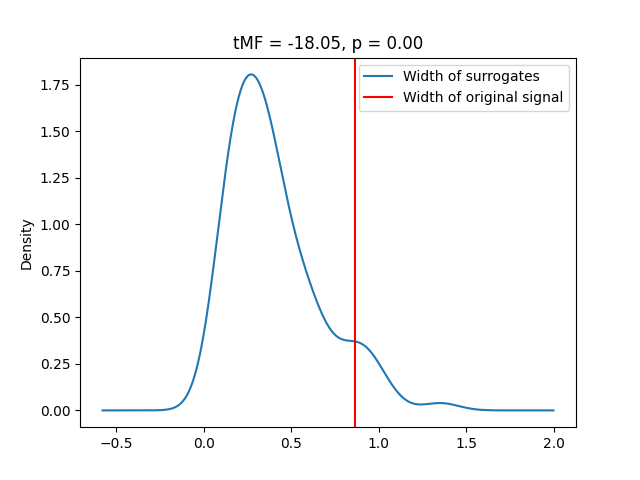 tMF = -18.05, p = 0.00
Width of surrogates
Width of original signal
Density
1.75
1.50
1.25
1.00
0.75
0.50
0.25
0.00
−0.5 0.0 0.5 1.0 1.5 2.0